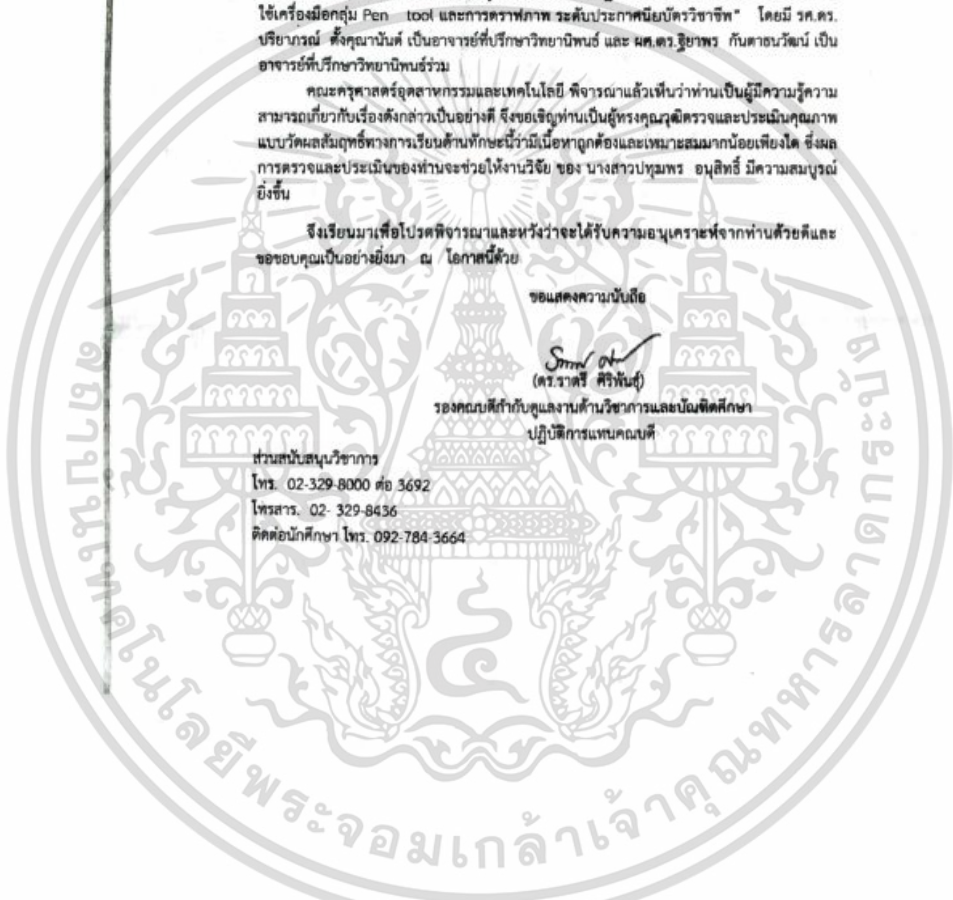 ใช้เครื่องมือกลุ่ม Pen tool และการดราฟภาพ ระดับประกาศนียบัตรวิชาชีพ" โดยมี รศ.ดร.
ปริยาภรณ์ ตั้งคุณานันต์ เป็นอาจารย์ที่ปรึกษาวิทยานิพนธ์ และ ผศ.ดร.ฐิยาพร กันตาธนวัฒน์ เป็น
อาจารย์ที่ปรึกษาวิทยานิพนธ์ร่วม
คณะครุศาสตร์อุตสาหกรรมและเทคโนโลยี พิจารณาแล้วเห็นว่าท่านเป็นผู้มีความรู้ความ
สามารถเกี่ยวกับเรื่องดังกล่าวเป็นอย่างดี จึงขอเชิญท่านเป็นผู้ทรงคุณวุฒิตรวจและประเมินคุณภาพ
แบบวัดผลสัมฤทธิ์ทางการเรียนด้านทักษะนี้ว่ามีเนื้อหาถูกต้องและเหมาะสมมากน้อยเพียงใด ซึ่งผล
การตรวจและประเมินของท่านจะช่วยให้งานวิจัย ของ นางสาวปทุมพร อนุสิทธิ์ มีความสมบูรณ์
ยิ่งขึ้น
จึงเรียนมาเพื่อโปรดพิจารณาและหวังว่าจะได้รับความอนุเคราะห์จากท่านด้วยดีและ
ขอขอบคุณเป็นอย่างยิ่งมา ณ โอกาสนี้ด้วย
ขอแสดงความนับถือ
(ดร.ราตรี ศิริพันธุ์)
รองคณบดีกำกับดูแลงานด้านวิชาการและบัณฑิตศึกษา
ปฏิบัติการแทนคณบดี
ส่วนสนับสนุนวิชาการ
โทร. 02-329-8000 ต่อ 3692
โทรสาร. 02- 329-8436
ติดต่อนักศึกษา โทร. 092-784-3664
สถาบันเทคโนโลยีพระจอมเกล้าเจ้าคุณทหารลาดกระบัง